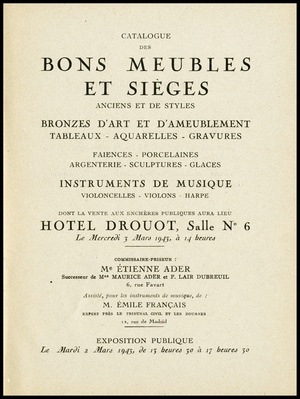 CATALOGUE
DES
BONS MEUBLES
ET SIÈGES
ANCIENS ET DE STYLES
BRONZES D'ART ET D'AMEUBLEMENT
TABLEAUX - AQUARELLES - GRAVURES
FAIENCES - PORCELAINES
ARGENTERIE - SCULPTURES - GLACES
INSTRUMENTS DE MUSIQUE
VIOLONCELLES - VIOLONS - HARPE
DONT LA VENTE AUX ENCHÈRES PUBLIQUES AURA LIEU
HOTEL DROUOT, Salle No 6
Le Mercredi 3 Mars 1943, à 14 heures
COMMISSAIRE-PRISEUR :
Me ÉTIENNE ADER
Successeur de Mes MAURICE ADER et F. LAIR DUBREUIL
6, rue Favart
Assisté, pour les instruments de musique, de :
M. ÉMILE FRANÇAIS
EXPERT PRÈS LE TRIBUNAL CIVIL ET LES DOUANES
12, rue de Madrid
EXPOSITION PUBLIQUE
Le Mardi 2 Mars 1943, de 13 heures 30 à 17 heures 30